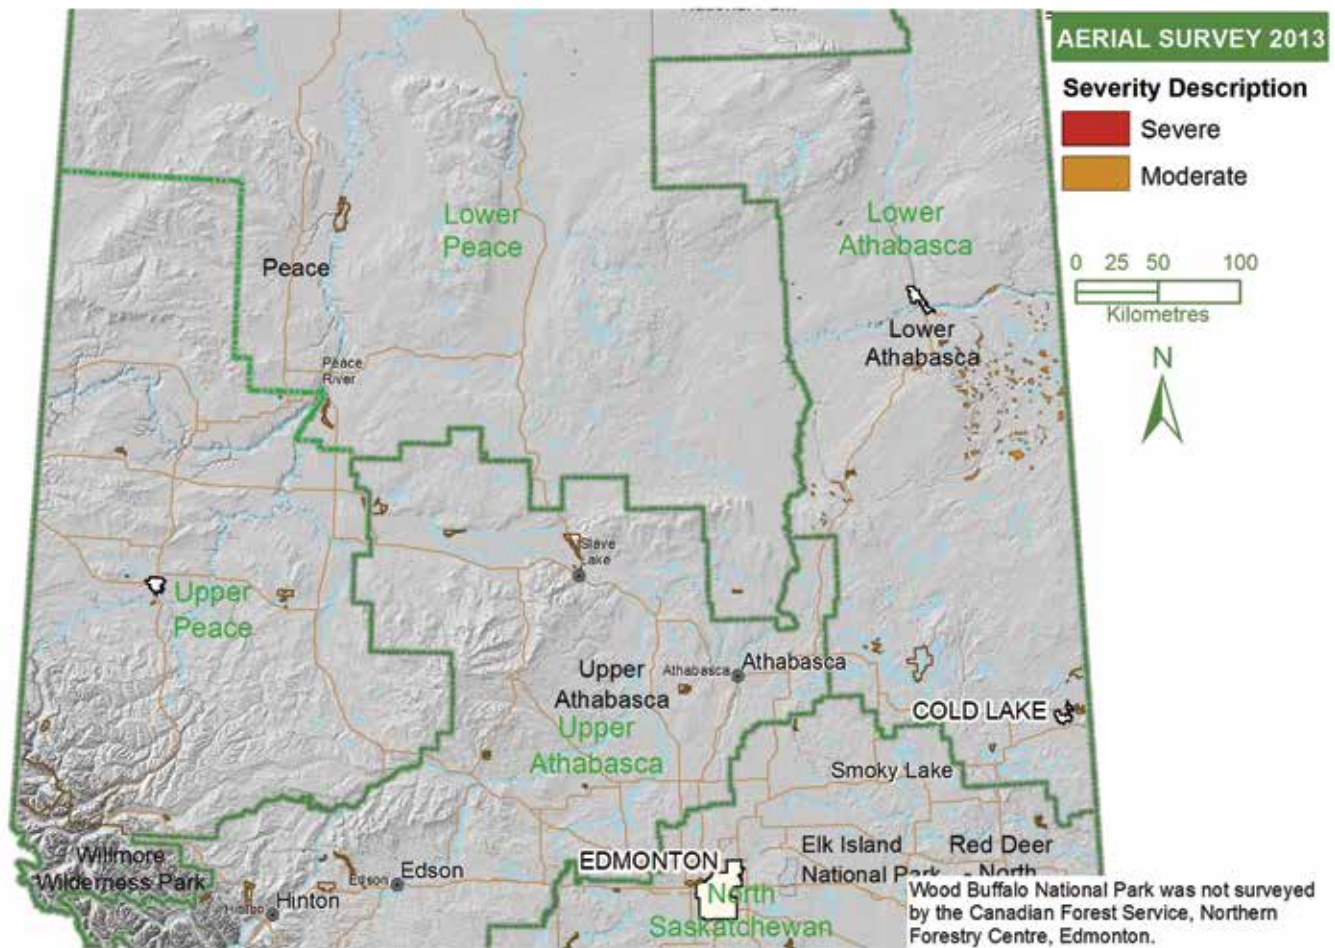 AERIAL SURVEY 2013
Severity Description
Severe
Moderate
0 25 50 100
Kilometres
N
Lower
Peace
Peace
Peace
River
Lower
Athabasca
Lower
Athabasca
Slave
Lake
Upper
Peace
Upper
Athabasca
Upper
Athabasca
Athabasca
Athabasca
COLD LAKE
Smoky Lake
Willmore
Wilderness Park
Hinton
Hinton
Edson
Edson
EDMONTON
North
Saskatchewan
Elk Island
National Park
Red Deer
- North
Wood Buffalo National Park was not surveyed
by the Canadian Forest Service, Northern
Forestry Centre, Edmonton.